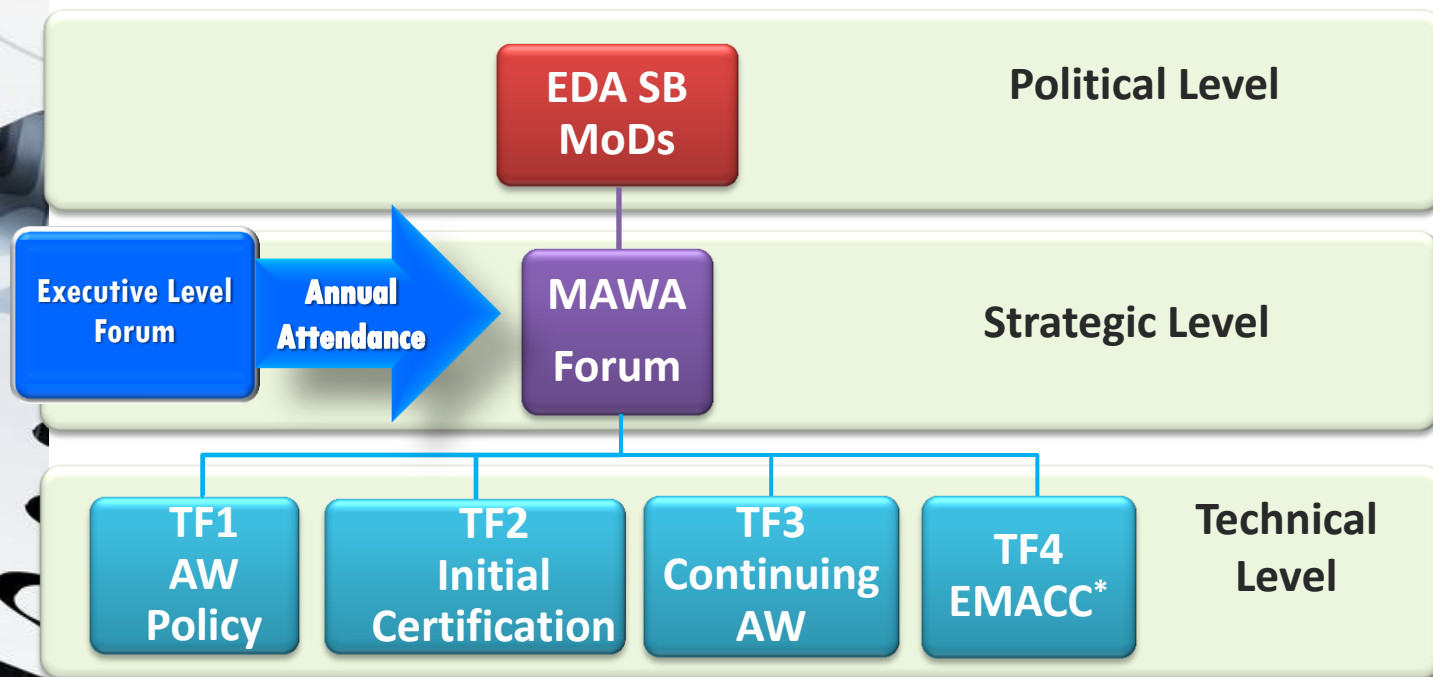 EDA SB
MoDs
Political Level
Executive Level
Forum
Annual
Attendance
MAWA
Forum
Strategic Level
TF1
AW
Policy
TF2
Initial
Certification
TF3
Continuing
AW
TF4
EMACC*
Technical
Level